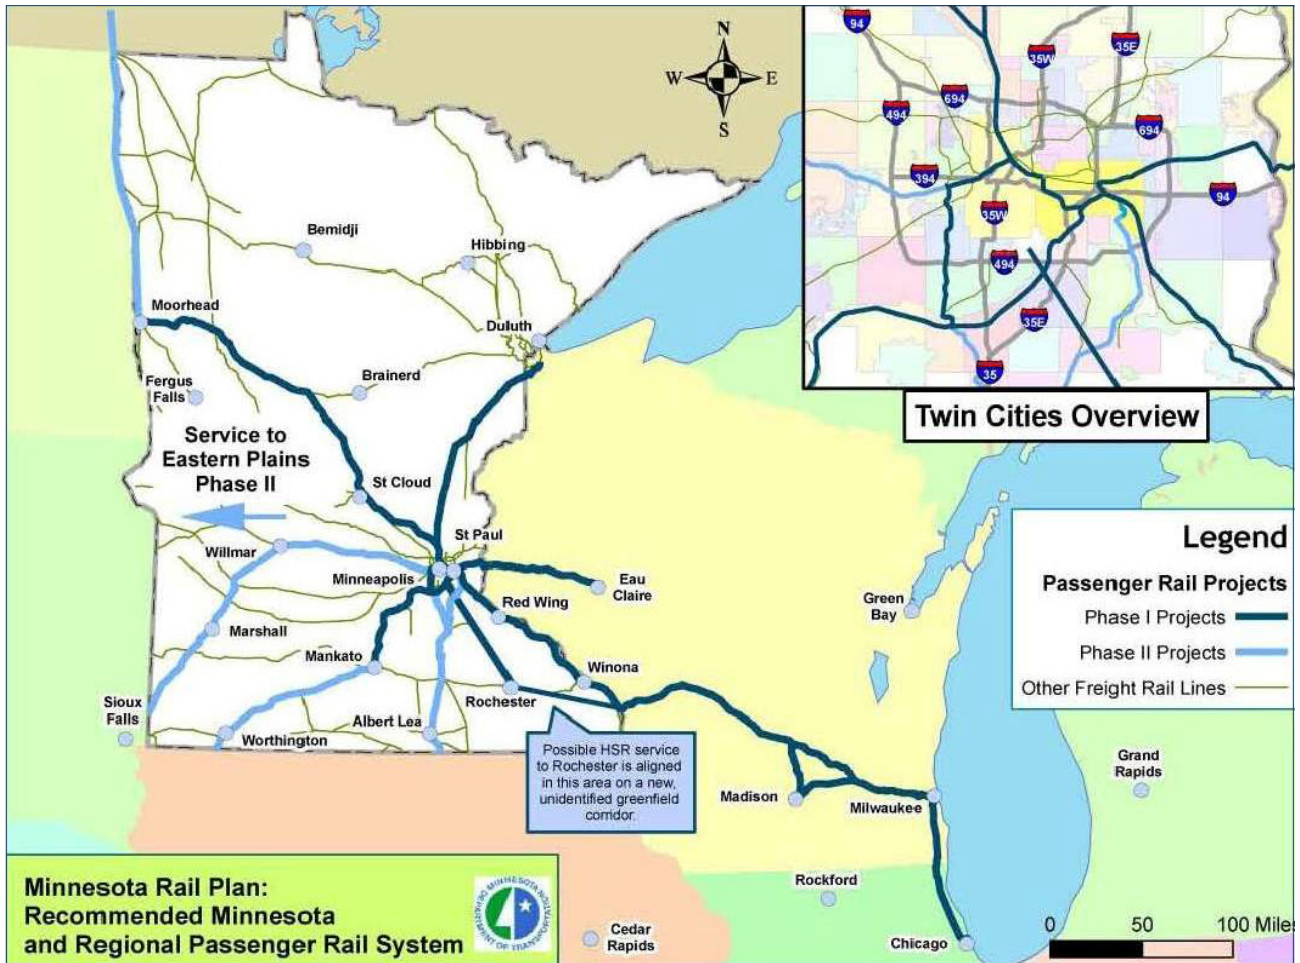 N
W
E
S
Bemidji
Hibbing
Moorhead
Duluth
Brainerd
Fergus
Falls
Service to
Eastern Plains
Phase II
St Cloud
St Paul
Willmar
Minneapolis
Eau
Claire
Red Wing
Green
Bay
Marshall
Mankato
Winona
Rochester
Sioux
Falls
Albert Lea
Worthington
Possible HSR service
to Rochester is aligned
in this area on a new,
unidentified greenfield
corridor.
Madison
Milwaukee
Grand
Rapids
Rockford
Cedar
Rapids
Chicago
94
35W
35E
694
494
694
394
94
35W
494
35E
35
Twin Cities Overview
Legend
Passenger Rail Projects
Phase I Projects
Phase II Projects
Other Freight Rail Lines
0 50 100 Miles
Minnesota Rail Plan:
Recommended Minnesota
and Regional Passenger Rail System
MINNESOTA
DEPARTMENT OF TRANSPORTATION